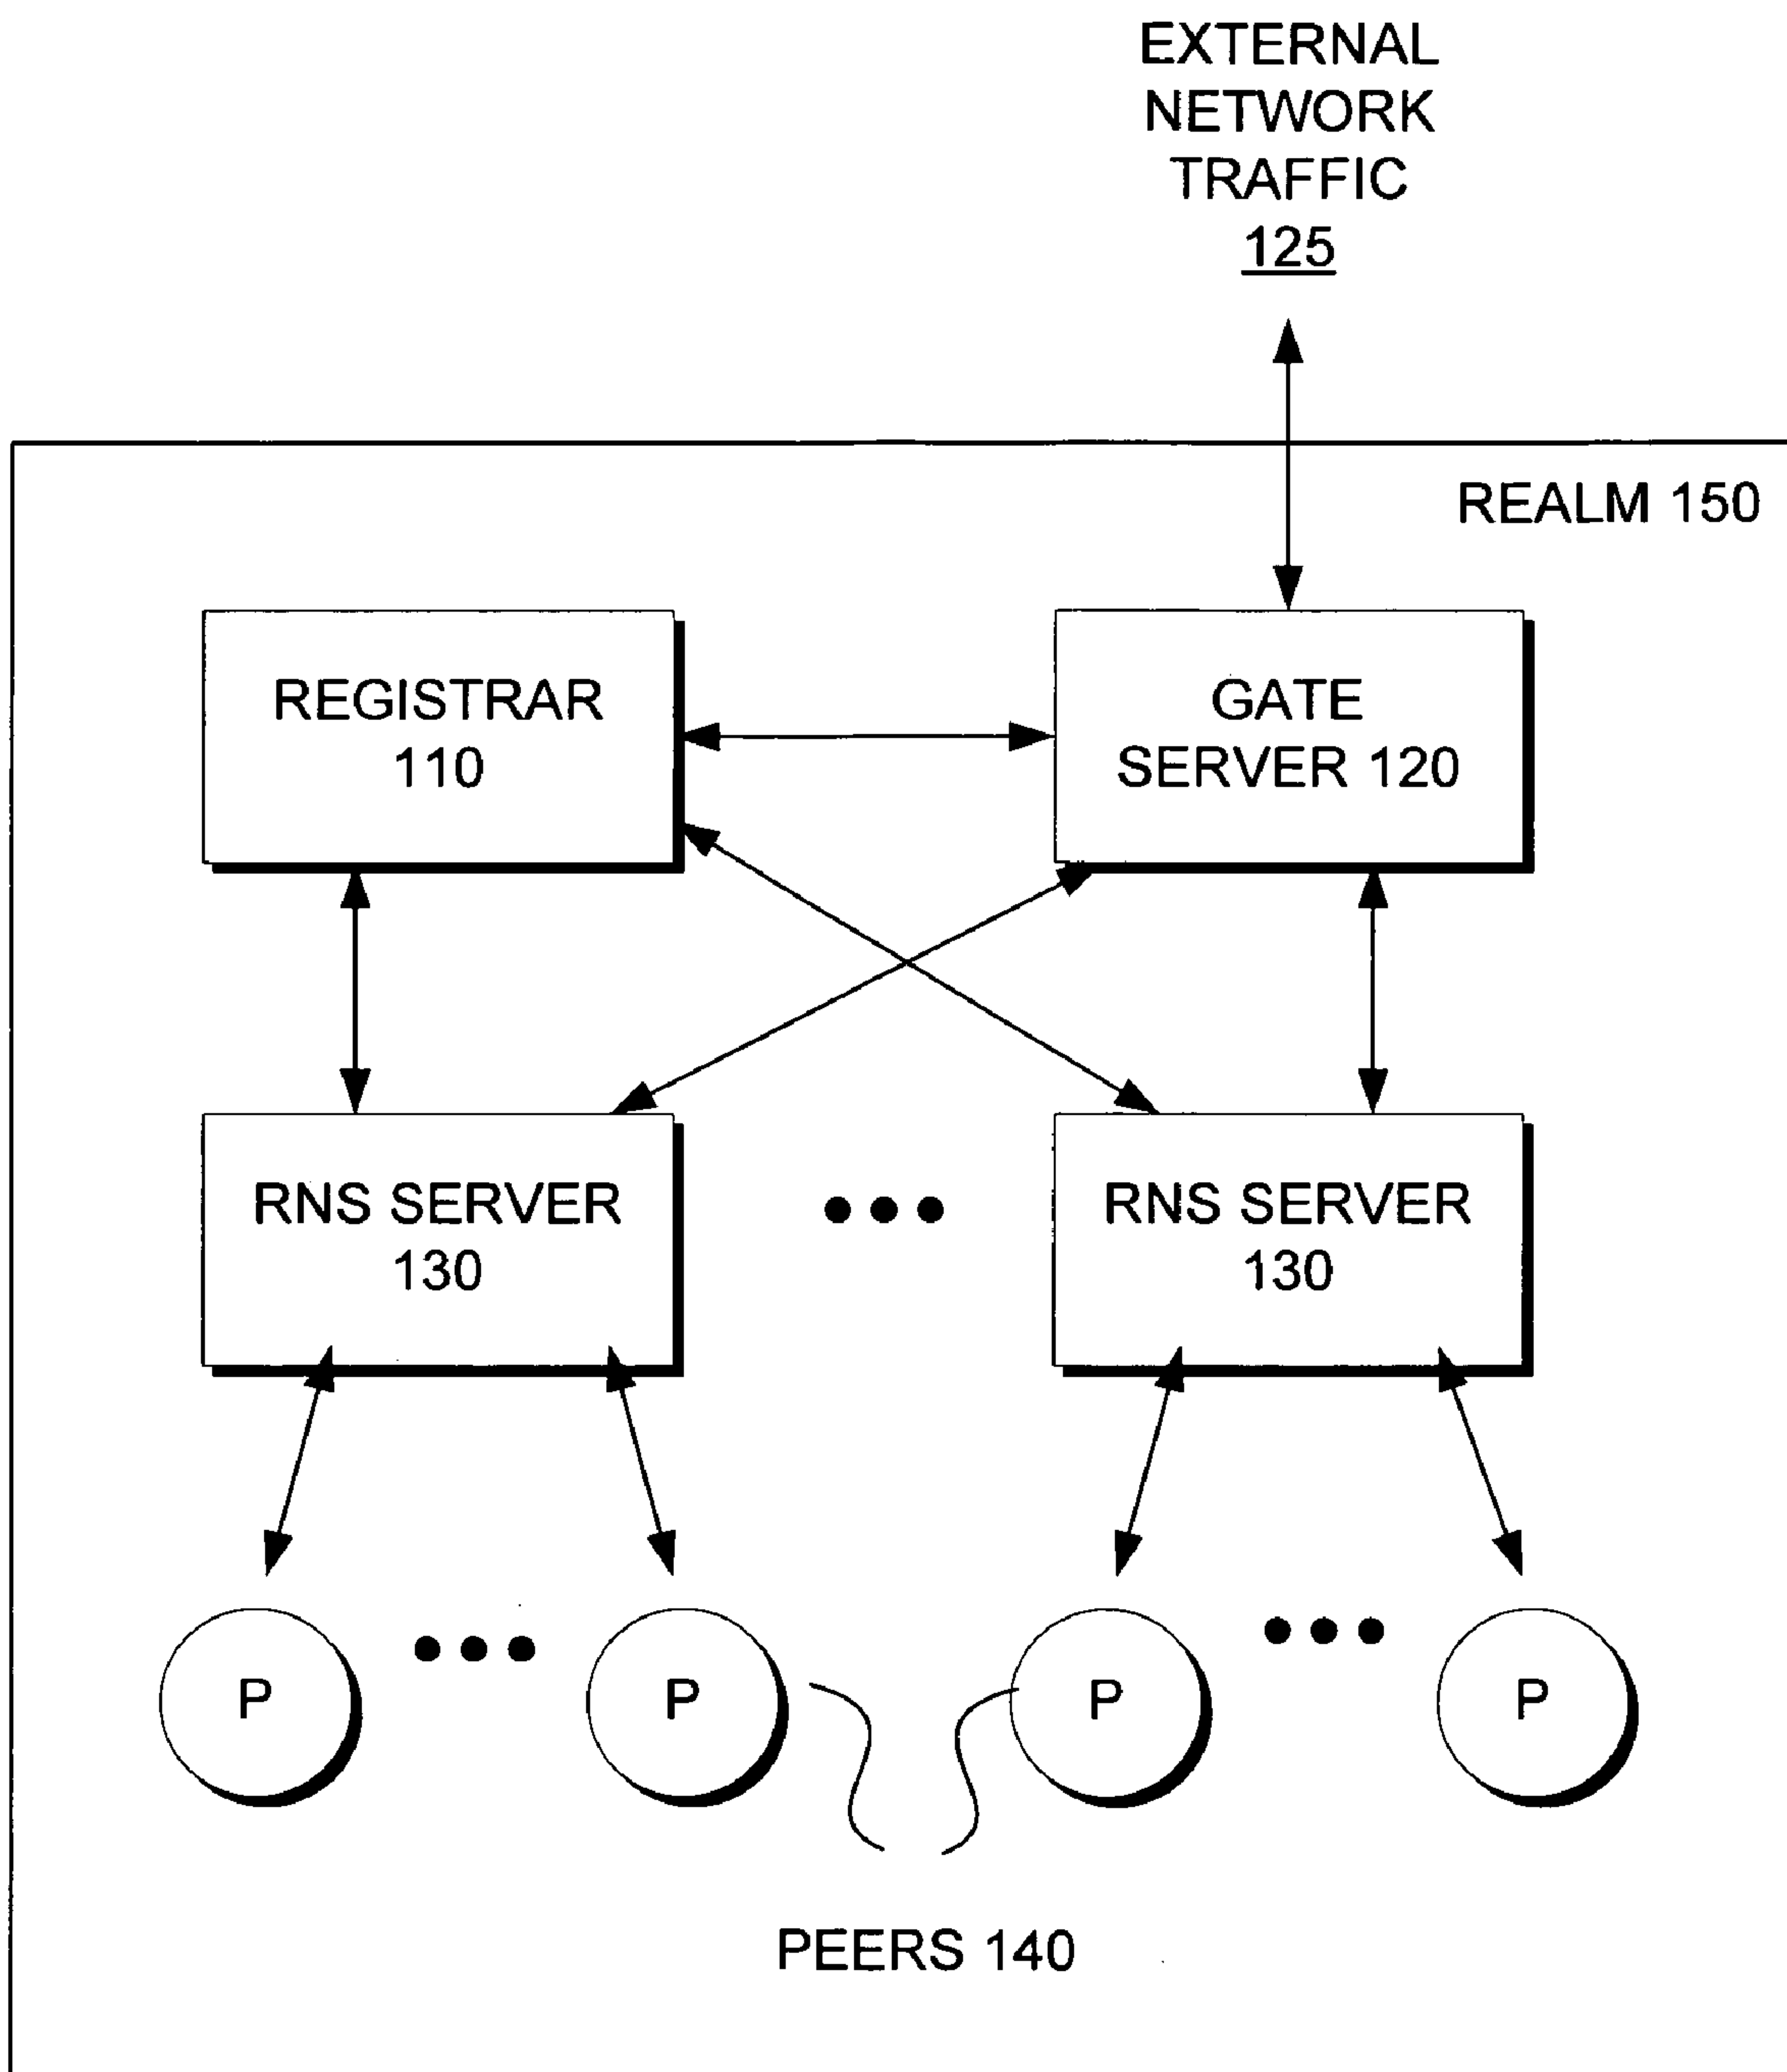 EXTERNAL
NETWORK
TRAFFIC
125
REALM 150
REGISTRAR
110
GATE
SERVER 120
RNS SERVER
130
RNS SERVER
130
P
P
P
P
PEERS 140